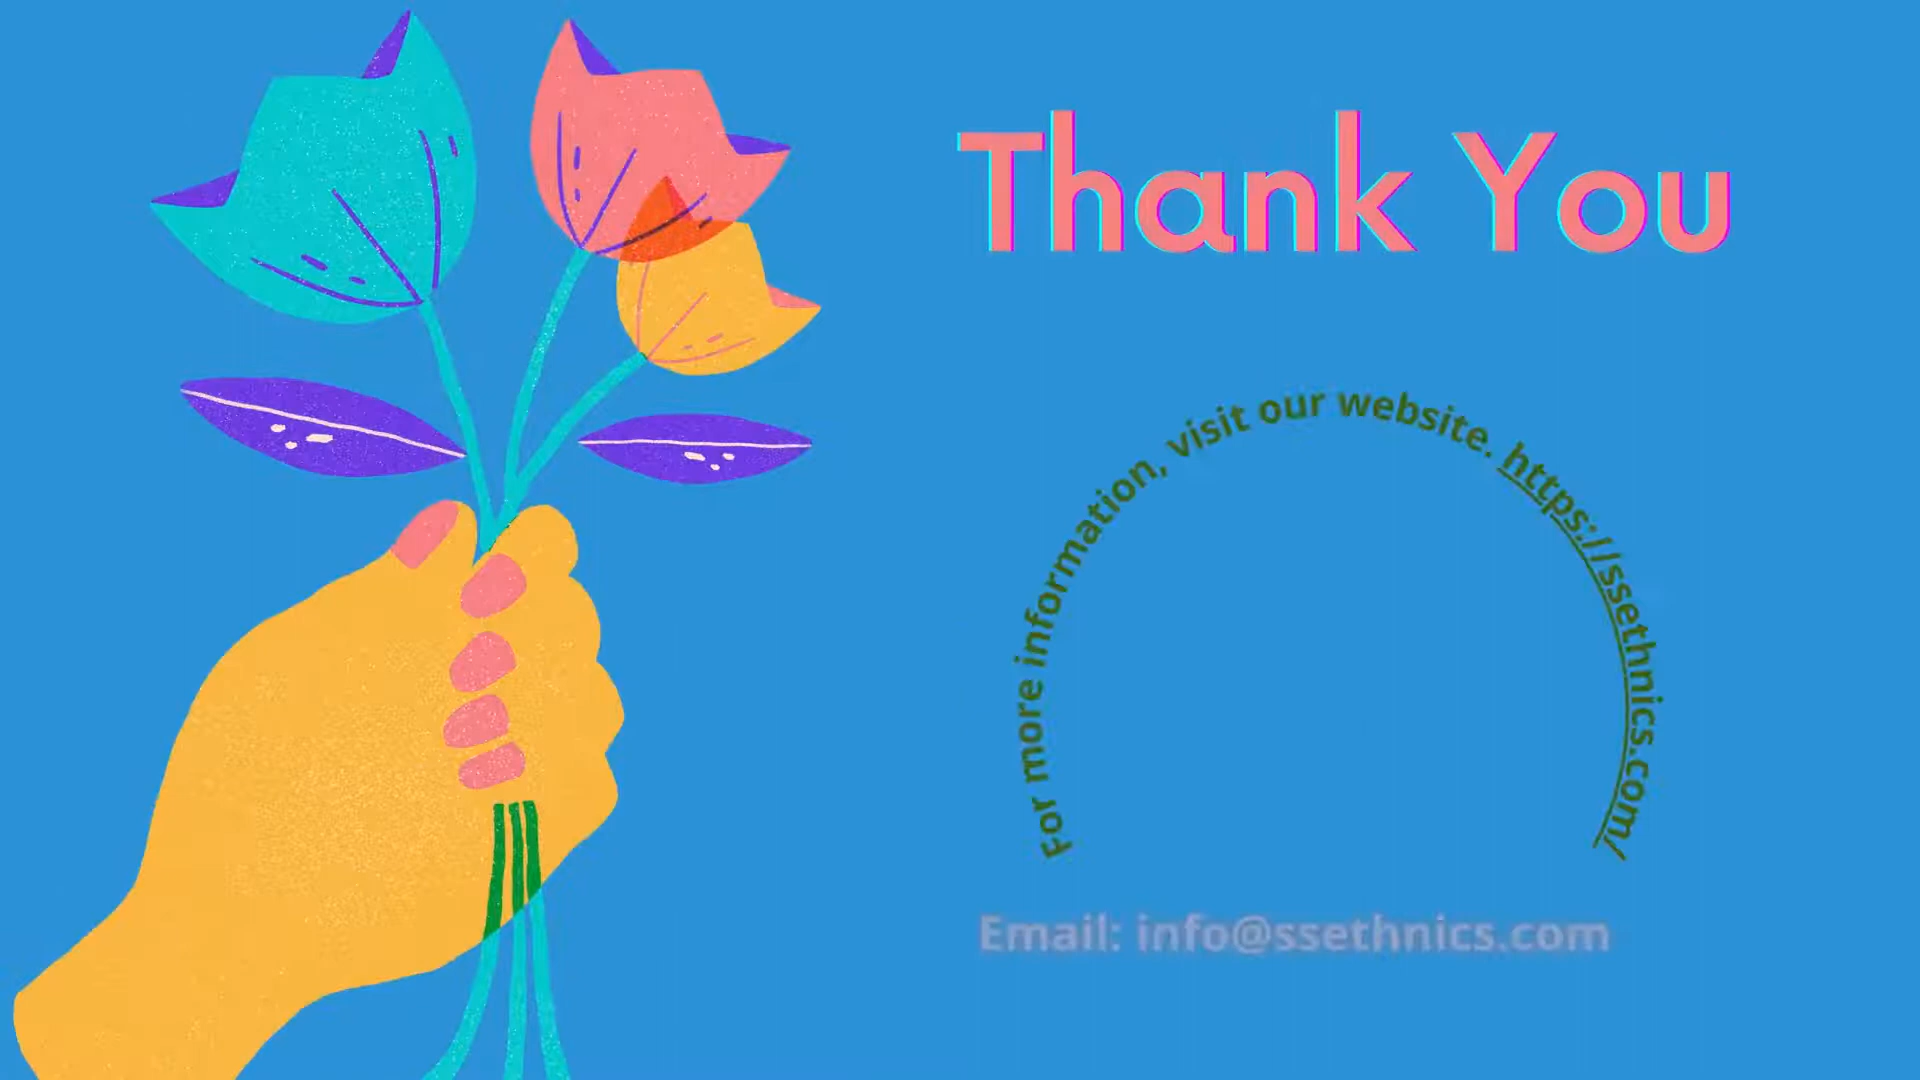 Thank You
For more information, visit our website. https://ssethnics.com/
Email: info@ssethnics.com